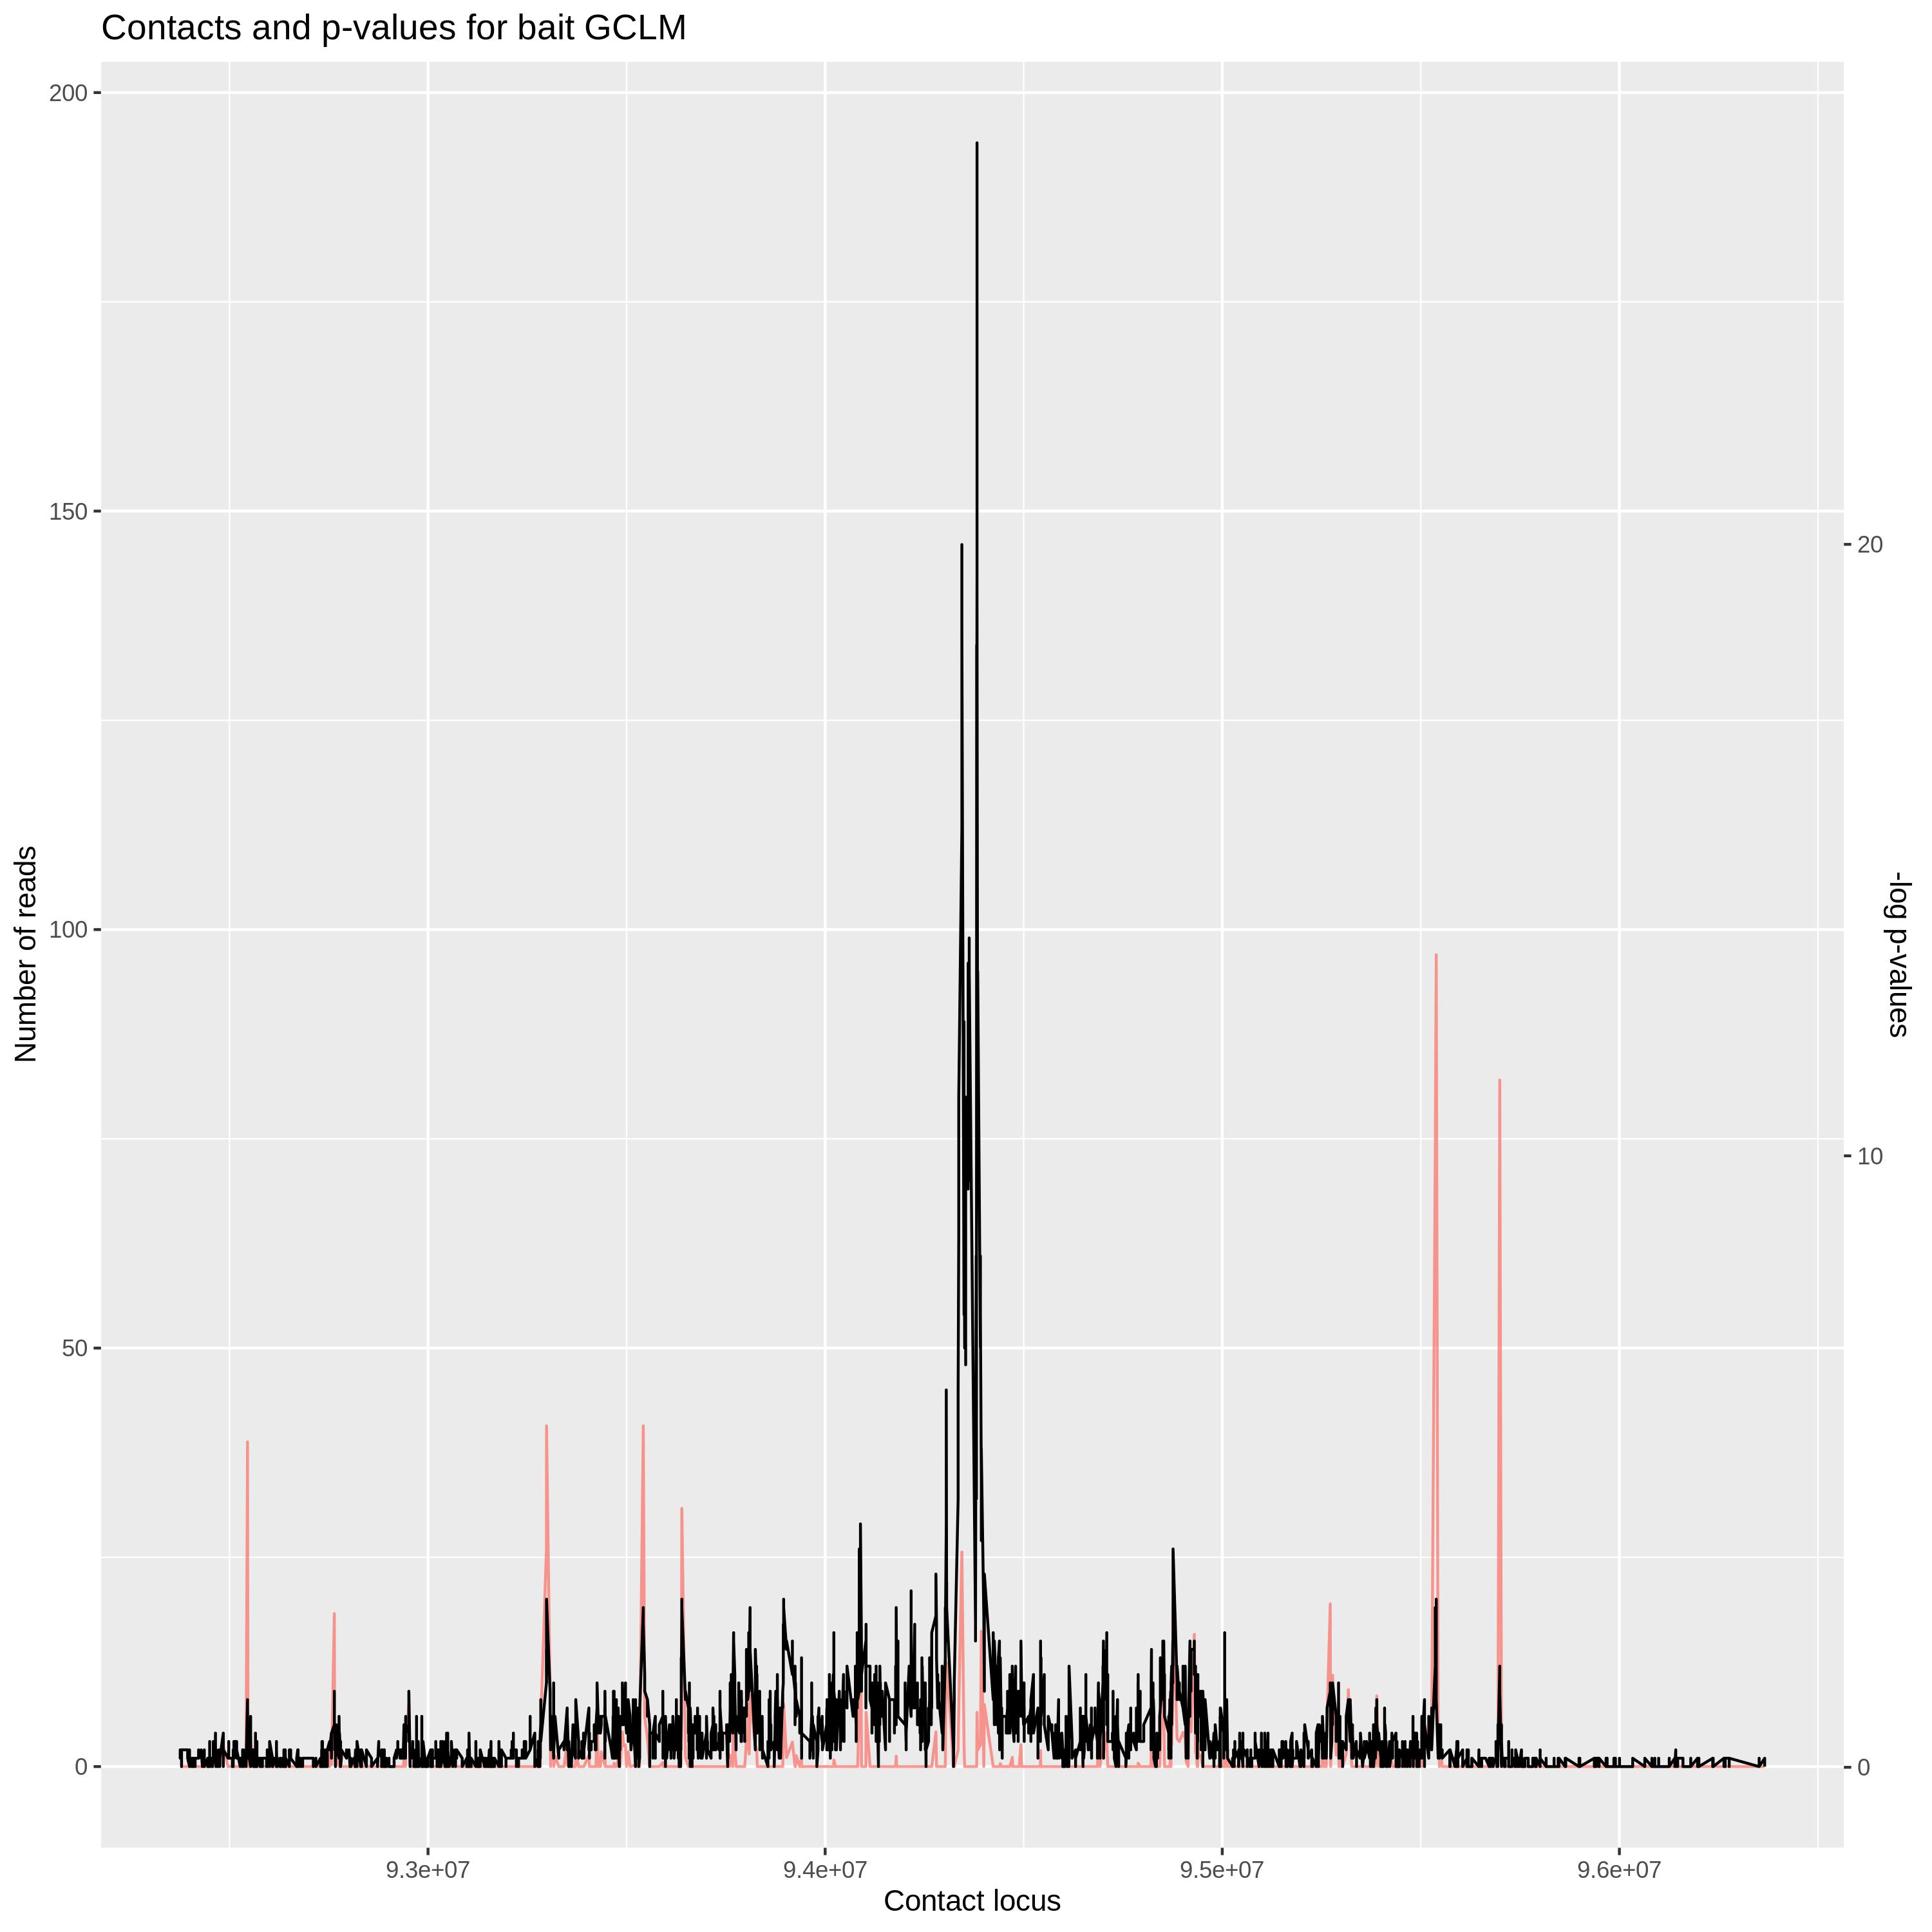 Contacts and p-values for bait GCLM
200
150
100
50
0
Number of reads
20
10
0
-log p-values
9.3e+07
9.4e+07
9.5e+07
9.6e+07
Contact locus